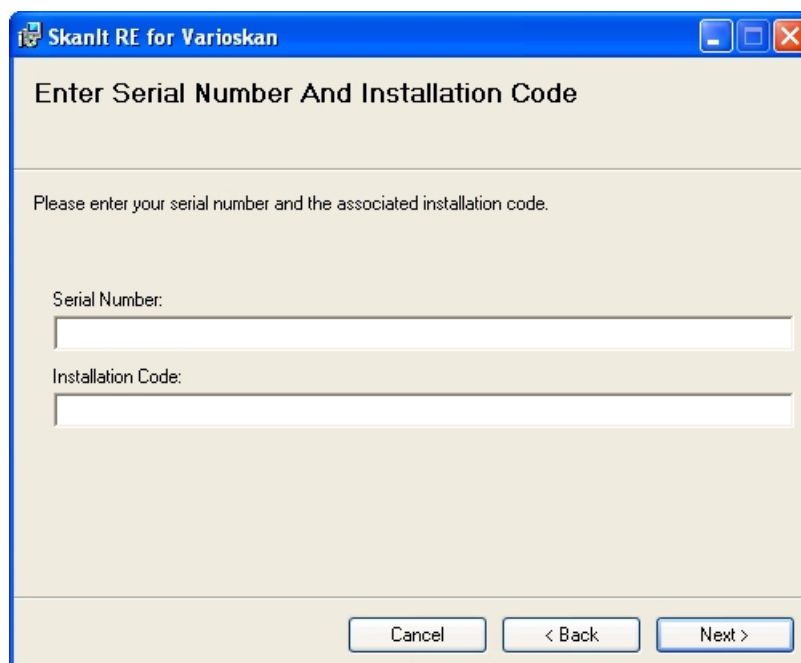 SkanIt RE for Varioskan
Enter Serial Number And Installation Code
Please enter your serial number and the associated installation code.
Serial Number:
Installation Code:
Cancel
< Back
Next >